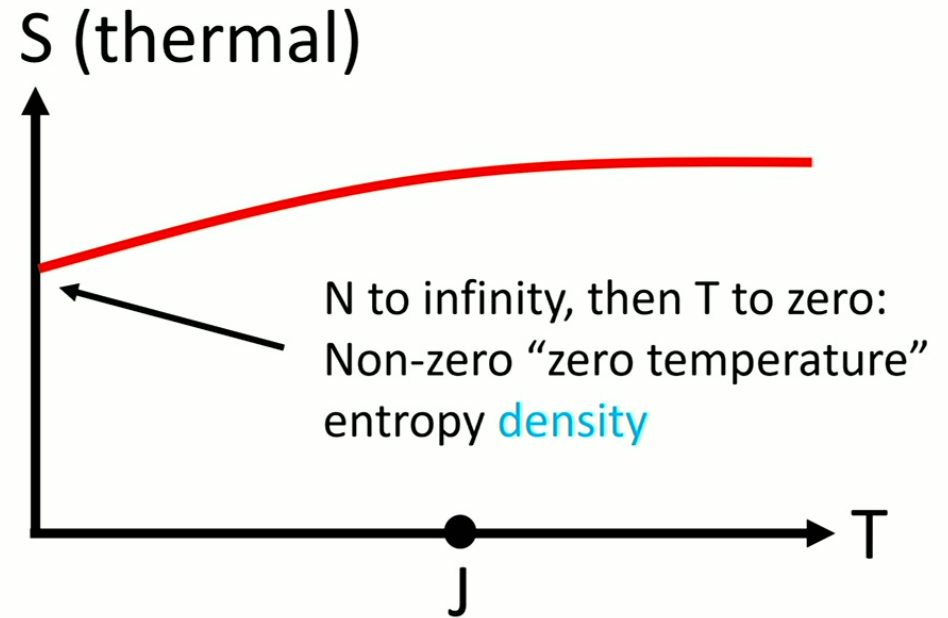 S (thermal)
N to infinity, then T to zero:
Non-zero “zero temperature”
entropy density
T
J